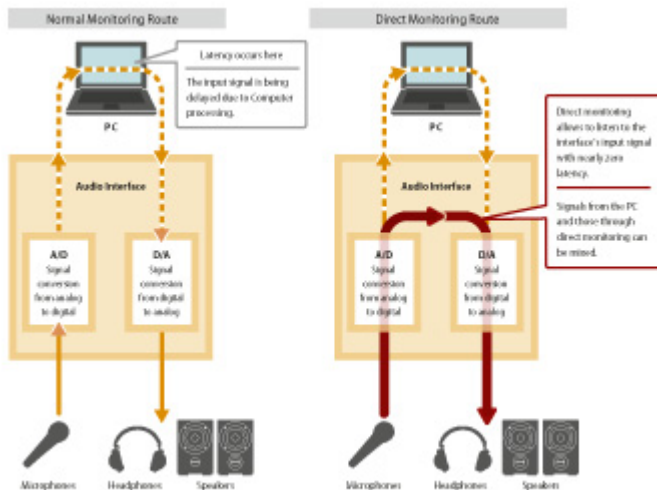 Normal Monitoring Route
Latency occurs here
The input signal is being
delayed due to Computer
processing.
PC
Audio Interface
A/D
Signal
conversion
from analog
to digital
D/A
Signal
conversion
from digital
to analog
Microphones
Headphones
Speakers
Direct Monitoring Route
PC
Direct monitoring
allows to listen to the
interface's input signal
with nearly zero
latency.
Signals from the PC
and those through
direct monitoring can
be mixed.
Audio Interface
A/D
Signal
conversion
from analog
to digital
D/A
Signal
conversion
from digital
to analog
Microphones
Headphones
Speakers